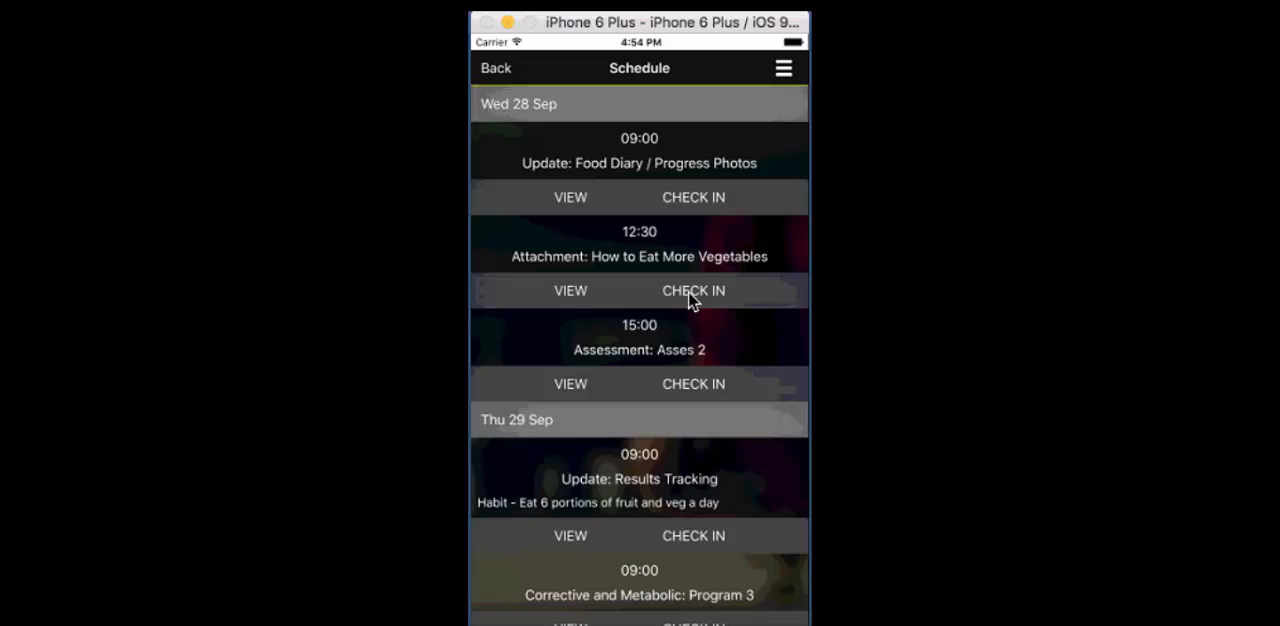 iPhone 6 Plus - iPhone 6 Plus / iOS 9...
Carrier 4:54 PM
Back Schedule
Wed 28 Sep
09:00
Update: Food Diary / Progress Photos
VIEW CHECK IN
12:30
Attachment: How to Eat More Vegetables
VIEW CHECK IN
15:00
Assessment: Asses 2
VIEW CHECK IN
Thu 29 Sep
09:00
Update: Results Tracking
Habit - Eat 6 portions of fruit and veg a day
VIEW CHECK IN
09:00
Corrective and Metabolic: Program 3